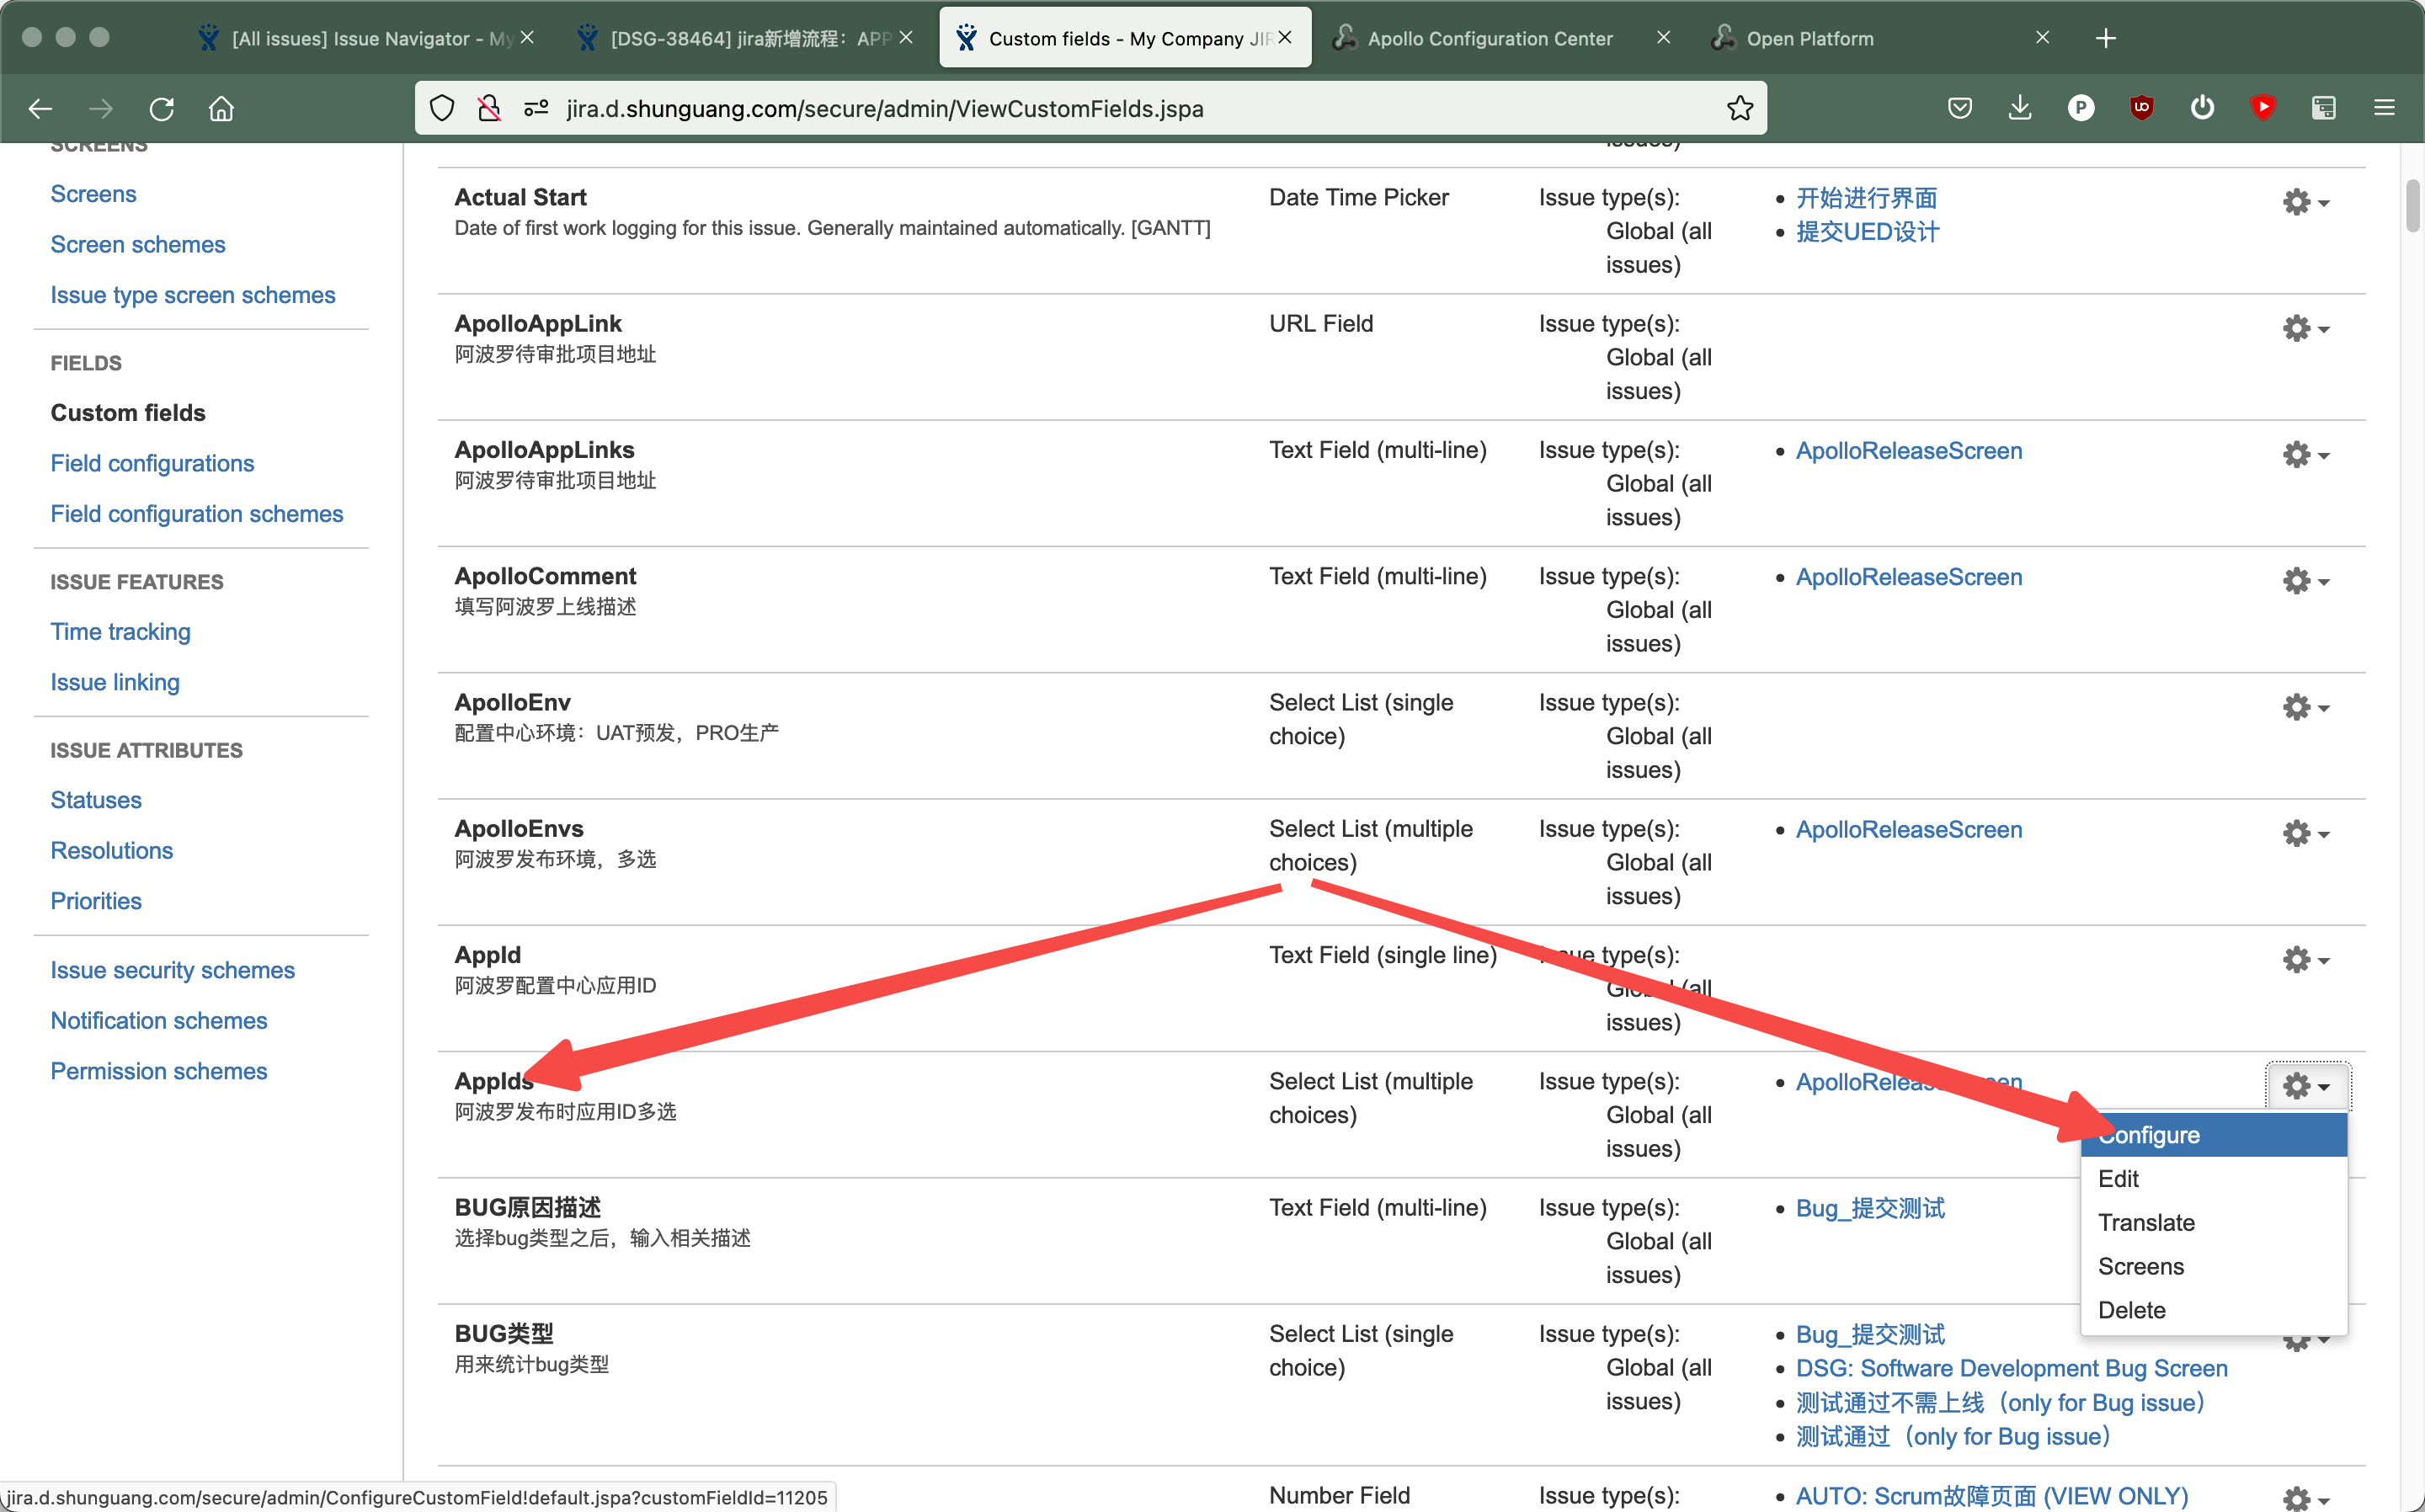 [All issues] Issue Navigator - My
[DSG-38464] jira新增流程：APP
Custom fields - My Company JIR
Apollo Configuration Center
Open Platform
jira.d.shunguang.com/secure/admin/ViewCustomFields.jspa
SCREENS
Screens
Screen schemes
Issue type screen schemes
FIELDS
Custom fields
Field configurations
Field configuration schemes
ISSUE FEATURES
Time tracking
Issue linking
ISSUE ATTRIBUTES
Statuses
Resolutions
Priorities
Issue security schemes
Notification schemes
Permission schemes
issues)
Actual Start
Date of first work logging for this issue. Generally maintained automatically. [GANTT]
Date Time Picker
Issue type(s):
Global (all
issues)
开始进行界面
提交UED设计
ApolloAppLink
阿波罗待审批项目地址
URL Field
Issue type(s):
Global (all
issues)
ApolloAppLinks
阿波罗待审批项目地址
Text Field (multi-line)
Issue type(s):
Global (all
issues)
ApolloReleaseScreen
ApolloComment
填写阿波罗上线描述
Text Field (multi-line)
Issue type(s):
Global (all
issues)
ApolloReleaseScreen
ApolloEnv
配置中心环境：UAT预发，PRO生产
Select List (single
choice)
Issue type(s):
Global (all
issues)
ApolloEnvs
阿波罗发布环境，多选
Select List (multiple
choices)
Issue type(s):
Global (all
issues)
ApolloReleaseScreen
AppId
阿波罗配置中心应用ID
Text Field (single line)
Issue type(s):
Global (all
issues)
AppIds
阿波罗发布时应用ID多选
Select List (multiple
choices)
Issue type(s):
Global (all
issues)
ApolloReleaseScreen
Configure
Edit
Translate
Screens
Delete
BUG原因描述
选择bug类型之后，输入相关描述
Text Field (multi-line)
Issue type(s):
Global (all
issues)
Bug_提交测试
BUG类型
用来统计bug类型
Select List (single
choice)
Issue type(s):
Global (all
issues)
Bug_提交测试
DSG: Software Development Bug Screen
测试通过不需上线（only for Bug issue）
测试通过（only for Bug issue）
Number Field
Issue type(s):
AUTO: Scrum故障页面 (VIEW ONLY)
jira.d.shunguang.com/secure/admin/ConfigureCustomField!default.jspa?customFieldId=11205